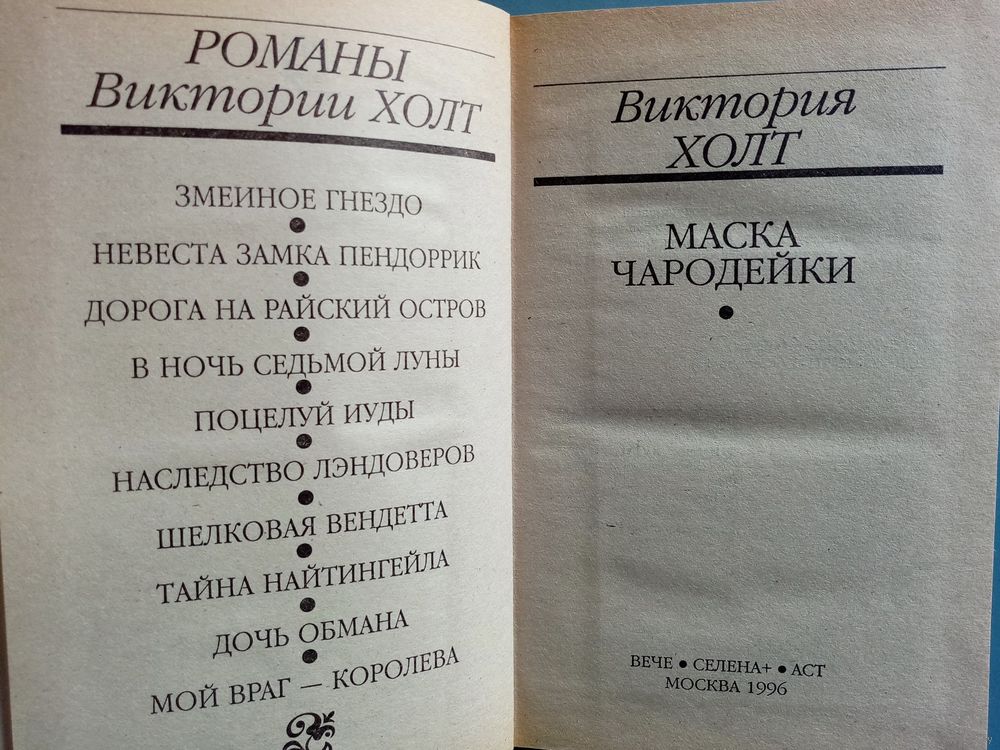 РОМАНЫ
Виктории ХОЛТ
ЗМЕИНОЕ ГНЕЗДО
НЕВЕСТА ЗАМКА ПЕНДОРРИК
ДОРОГА НА РАЙСКИЙ ОСТРОВ
В НОЧЬ СЕДЬМОЙ ЛУНЫ
ПОЦЕЛУЙ ИУДЫ
НАСЛЕДСТВО ЛЭНДОВЕРОВ
ШЕЛКОВАЯ ВЕНДЕТТА
ТАЙНА НАЙТИНГЕЙЛА
ДОЧЬ ОБМАНА
МОЙ ВРАГ — КОРОЛЕВА
Виктория
ХОЛТ
МАСКА
ЧАРОДЕЙКИ
ВЕЧЕ • СЕЛЕНА+ • АСТ
МОСКВА 1996